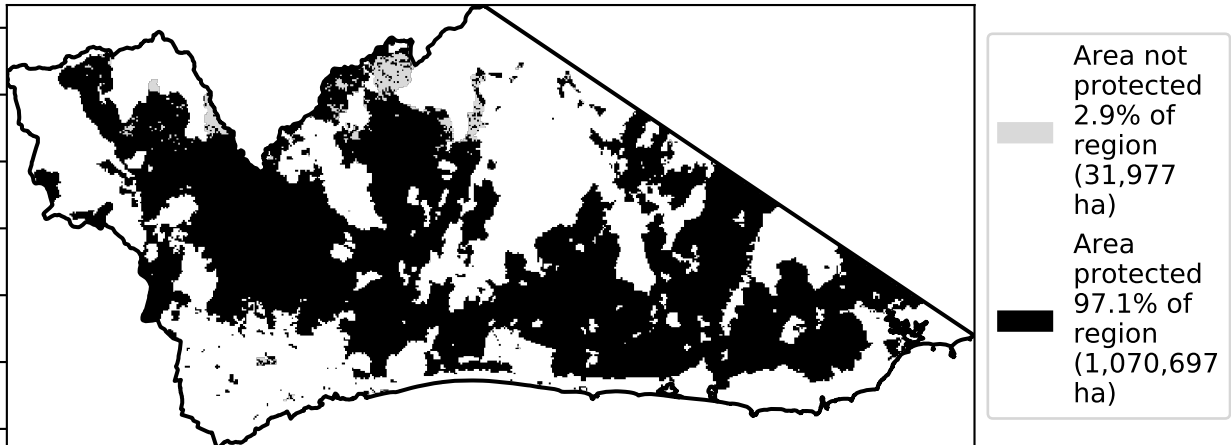 Area not
protected
2.9% of
region
(31,977
ha)
Area
protected
97.1% of
region
(1,070,697
ha)